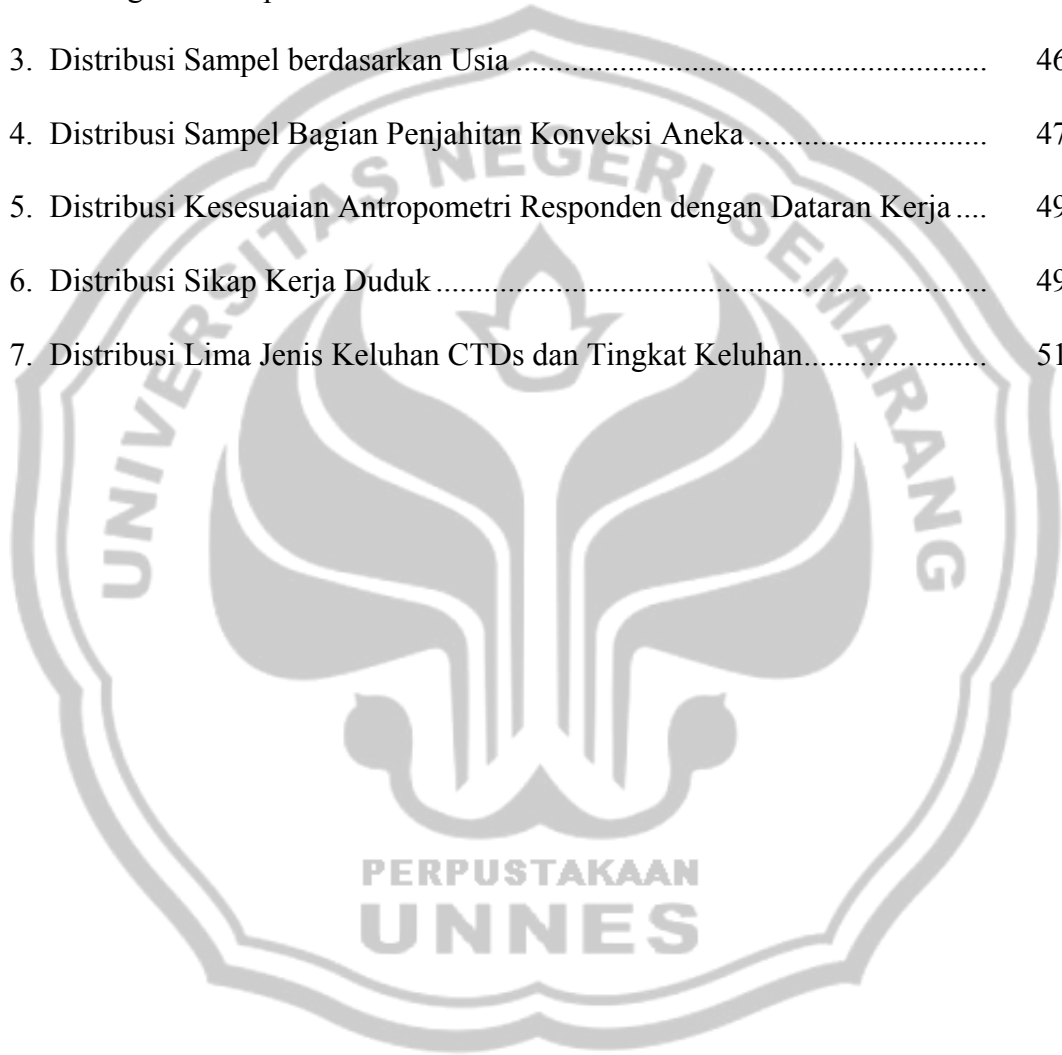 3. Distribusi Sampel berdasarkan Usia ........................................................... 46
4. Distribusi Sampel Bagian Penjahitan Konveksi Aneka.............................. 47
5. Distribusi Kesesuaian Antropometri Responden dengan Dataran Kerja .... 49
6. Distribusi Sikap Kerja Duduk ..................................................................... 49
7. Distribusi Lima Jenis Keluhan CTDs dan Tingkat Keluhan....................... 51
UNIVERSITAS NEGERI SEMARANG
PERPUSTAKAAN
UNNES